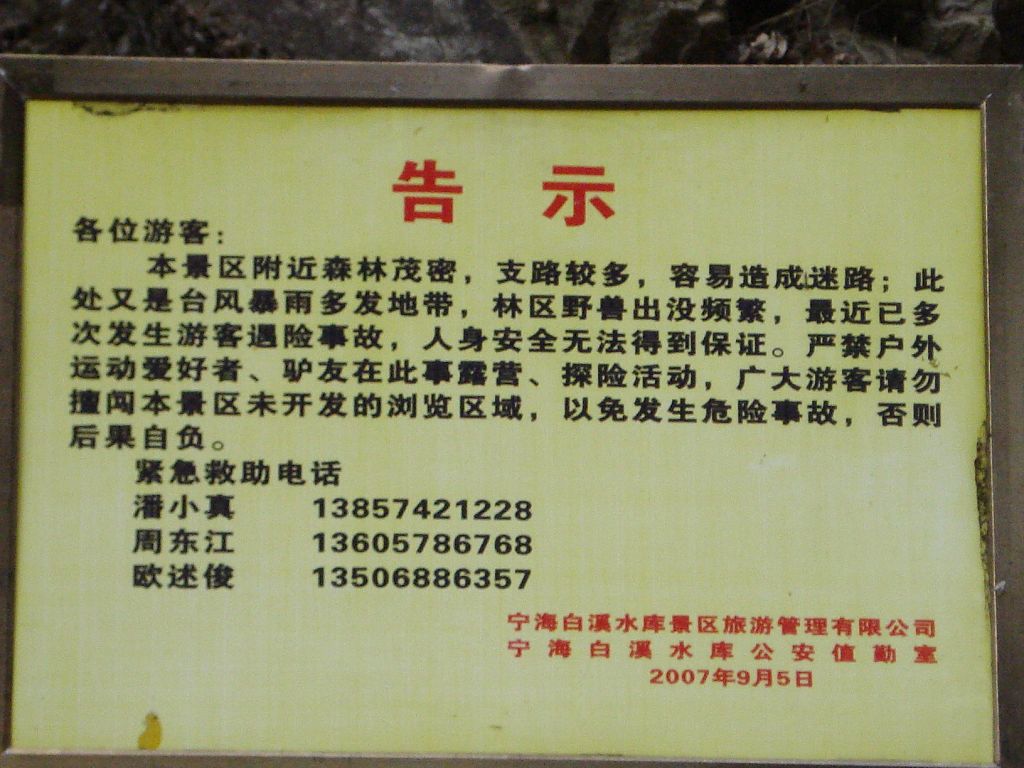 告 示
各位游客：
本景区附近森林茂密，支路较多，容易造成迷路；此
处又是台风暴雨多发地带，林区野兽出没频繁，最近已多
次发生游客遇险事故，人身安全无法得到保证。严禁户外
运动爱好者、驴友在此事露营、探险活动，广大游客请勿
擅闯本景区未开发的浏览区域，以免发生危险事故，否则
后果自负。
紧急救助电话
潘小真 13857421228
周东江 13605786768
欧述俊 13506886357
宁海白溪水库景区旅游管理有限公司
宁海白溪水库公安值勤室
2007年9月5日